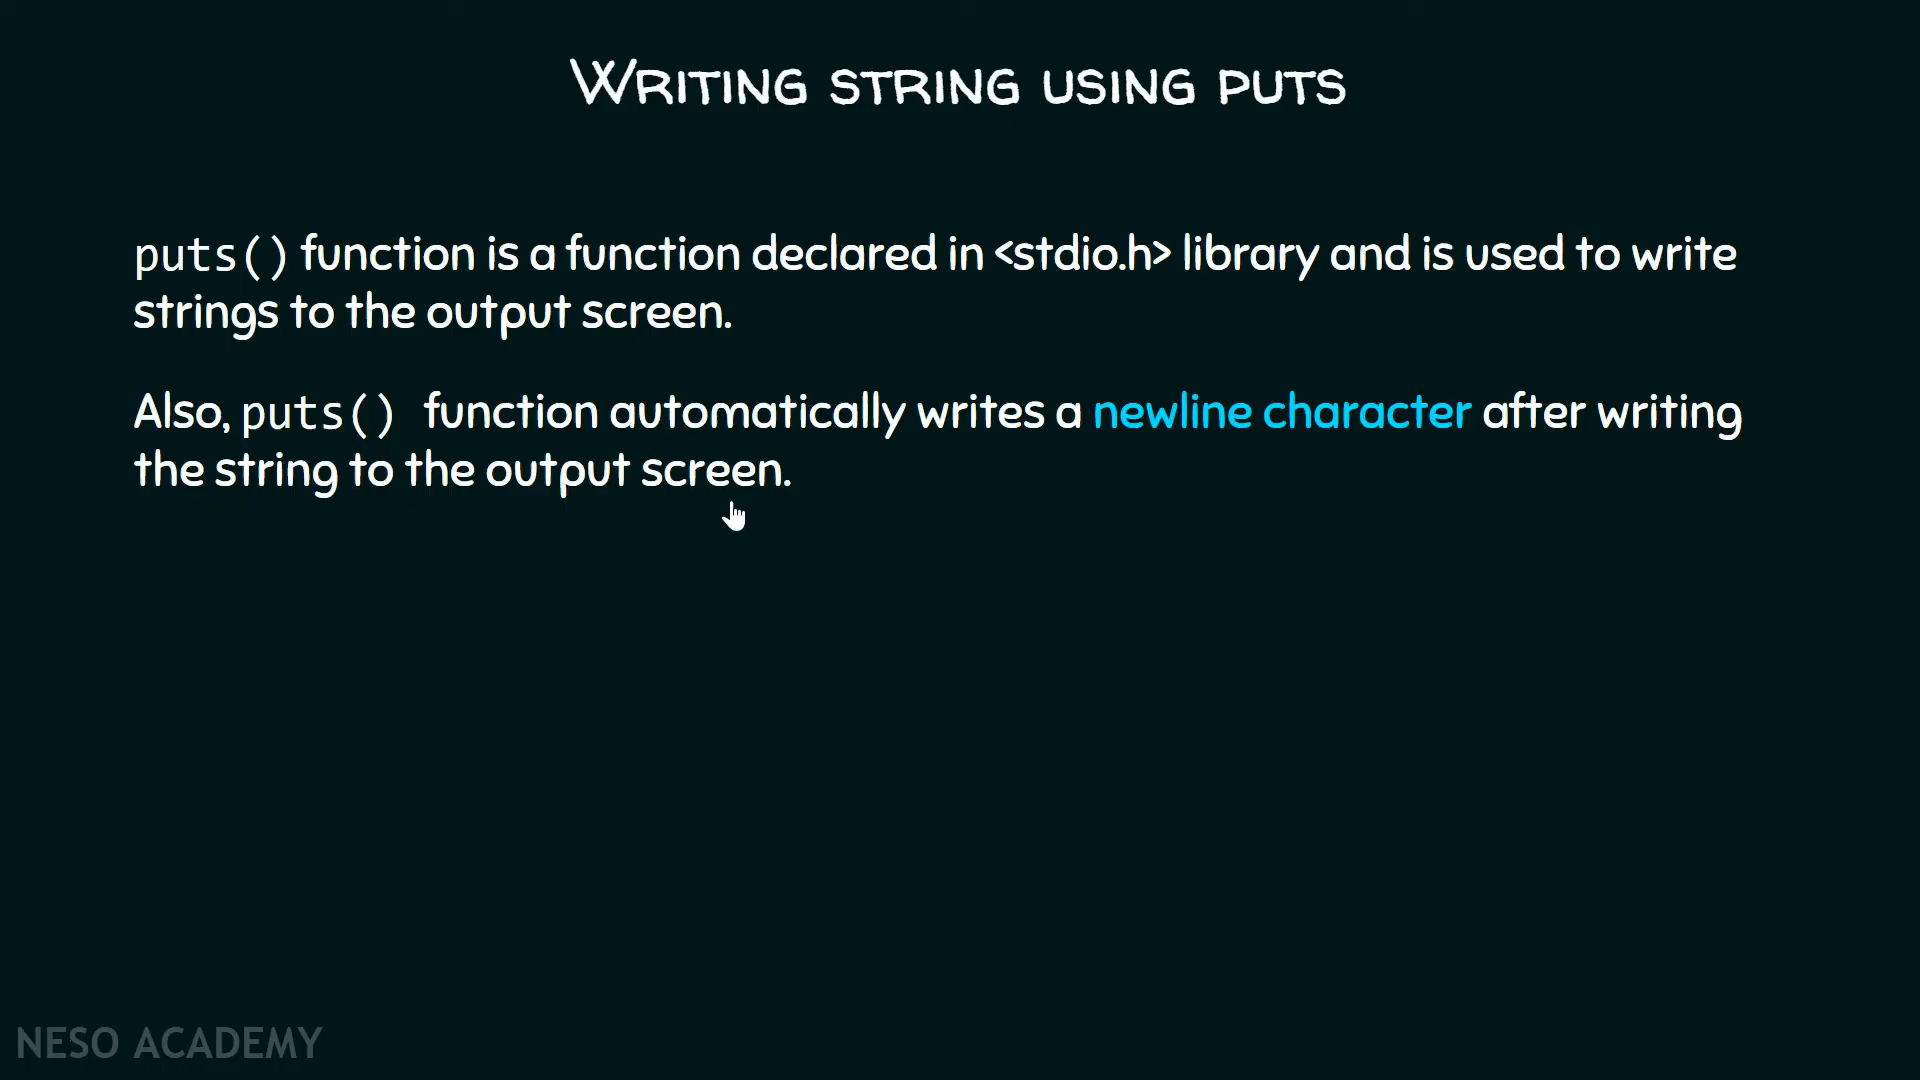 WRITING STRING USING PUTS
puts() function is a function declared in <stdio.h> library and is used to write
strings to the output screen.
Also, puts() function automatically writes a newline character after writing
the string to the output screen.
NESO ACADEMY